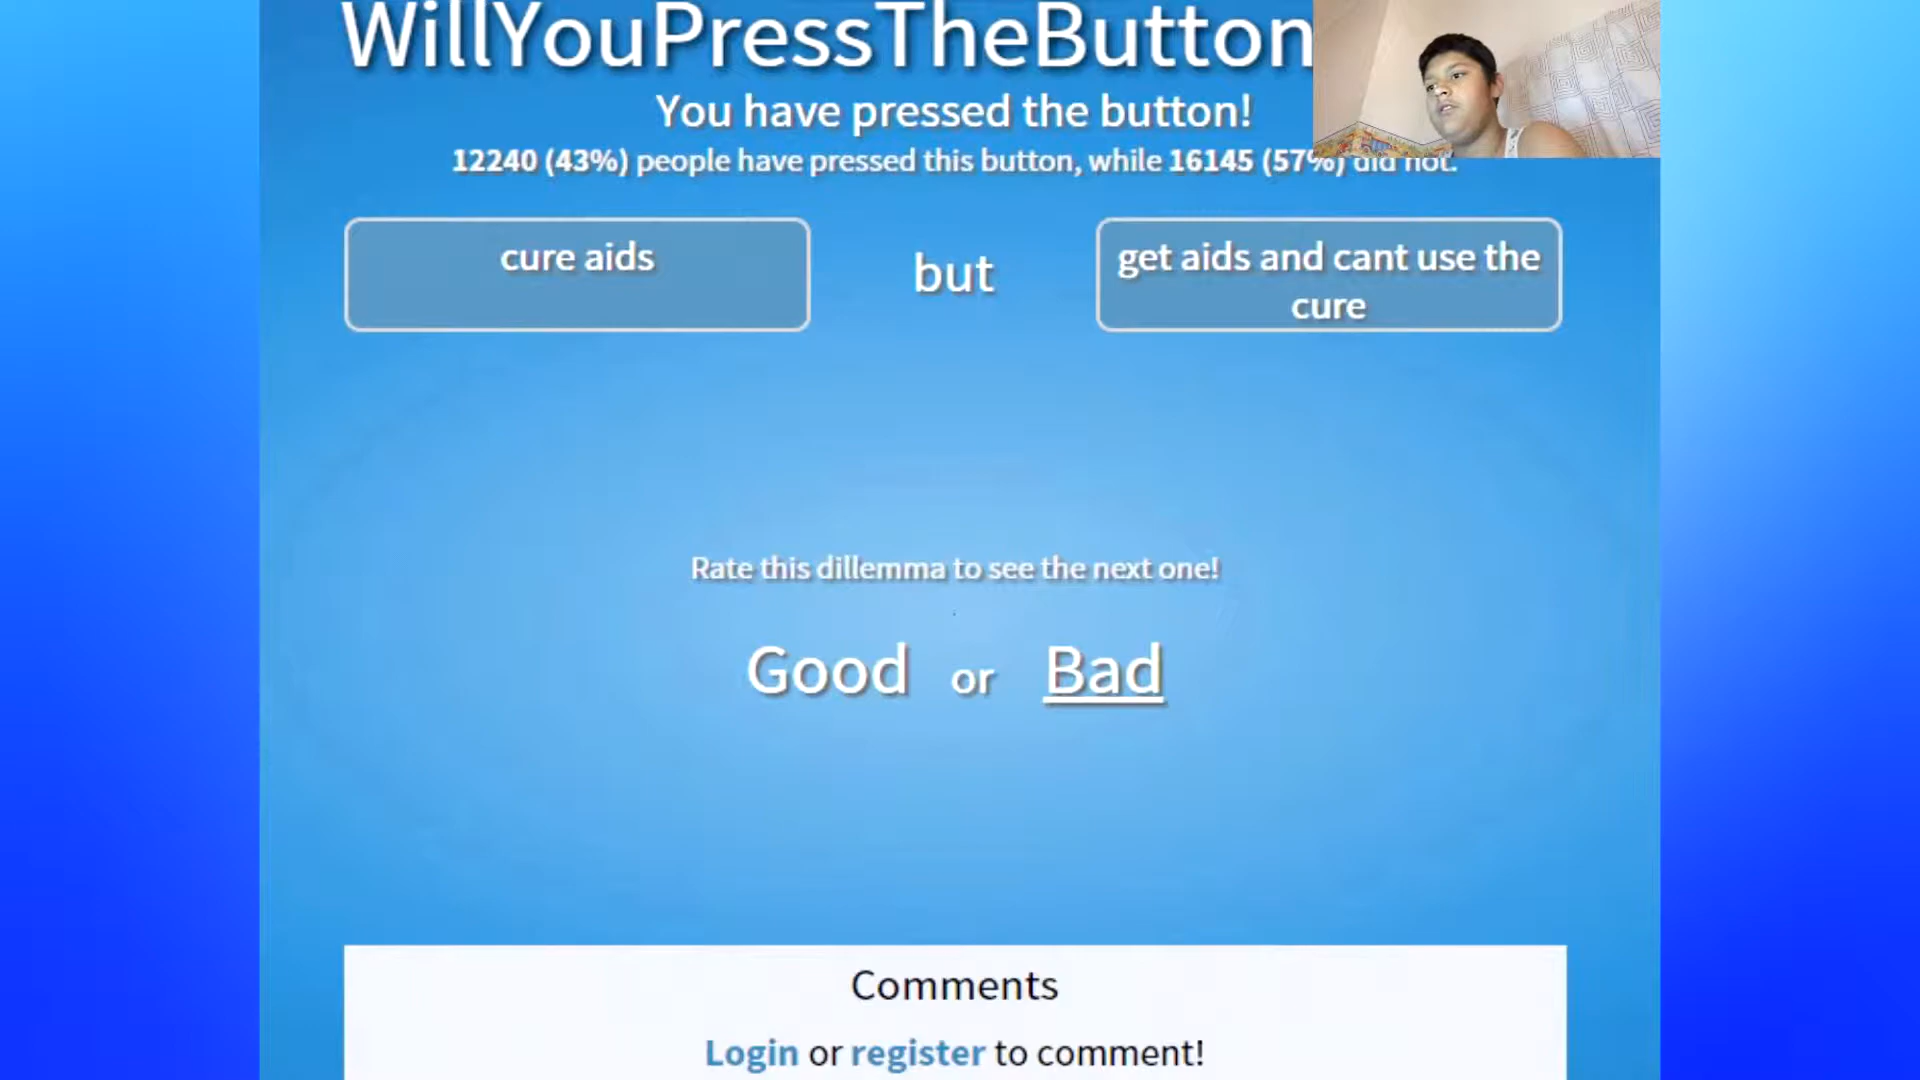 WillYouPressTheButton
You have pressed the button!
12240 (43%) people have pressed this button, while 16145 (57%) did not.
cure aids
but
get aids and cant use the
cure
Rate this dillemma to see the next one!
Good or Bad
Comments
Login or register to comment!